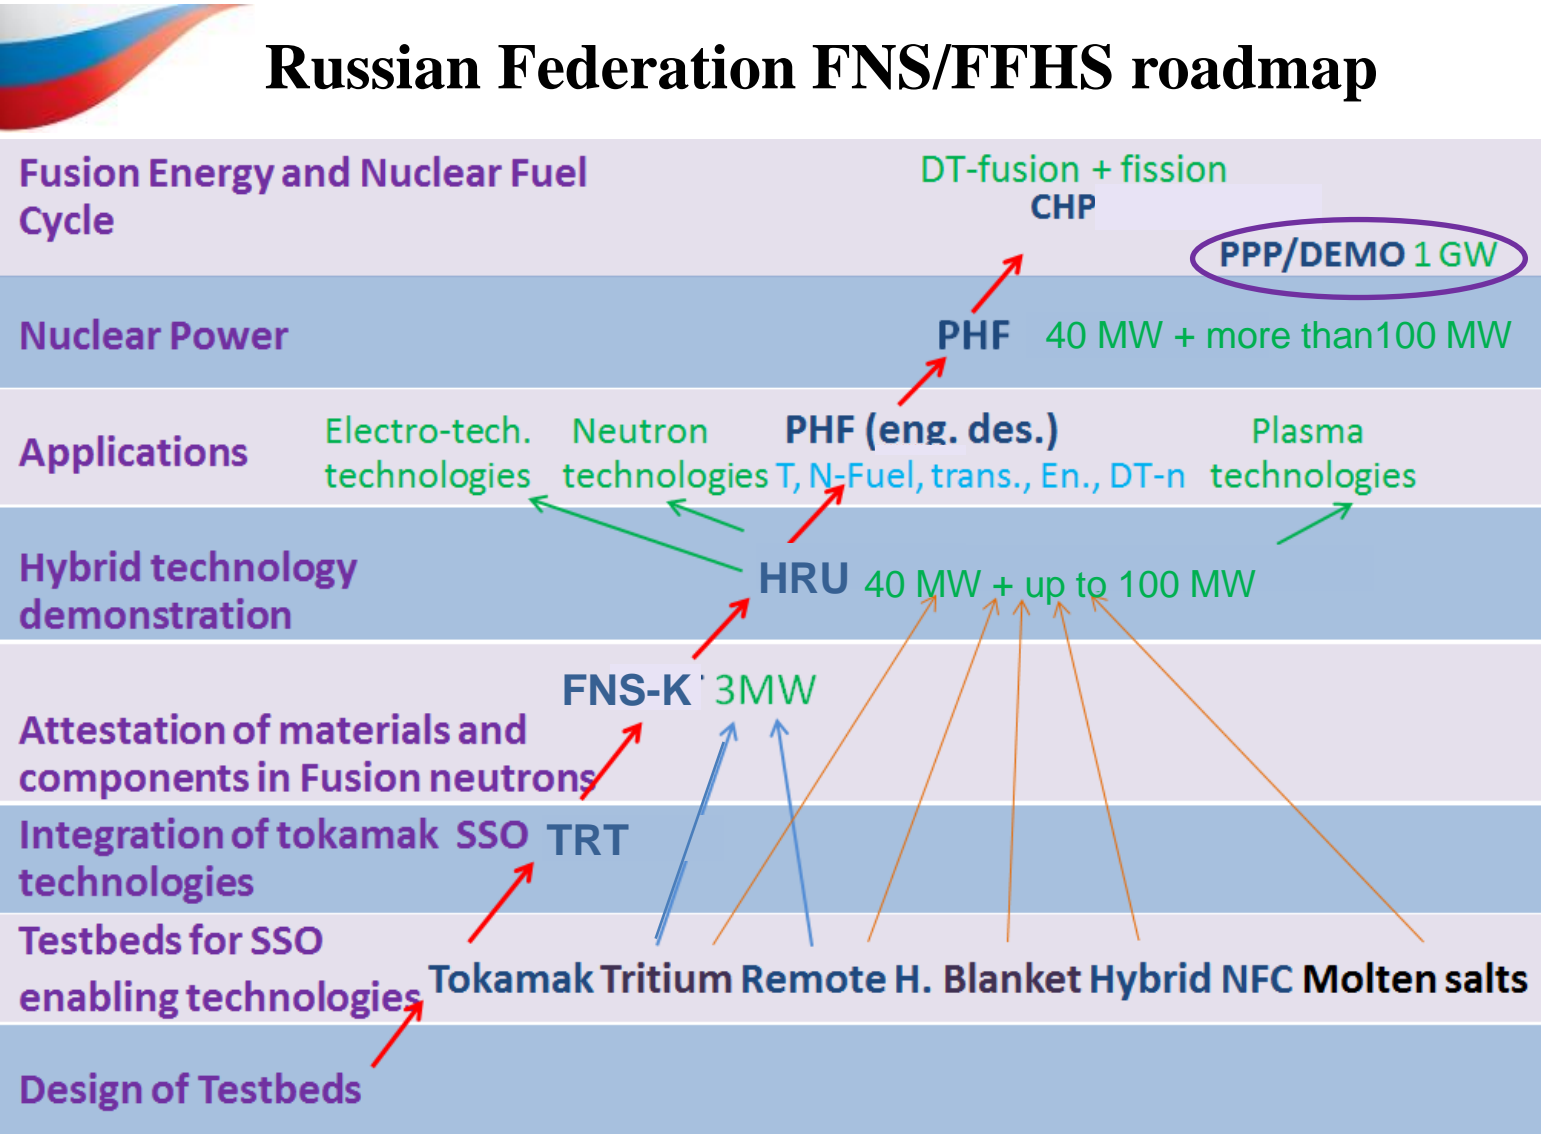 Russian Federation FNS/FFHS roadmap
Fusion Energy and Nuclear Fuel
Cycle
DT-fusion + fission
CHP
PPP/DEMO 1 GW
Nuclear Power
PHF 40 MW + more than100 MW
Applications
Electro-tech.
technologies
Neutron
technologies
PHF (eng. des.)
T, N-Fuel, trans., En., DT-n
Plasma
technologies
Hybrid technology
demonstration
HRU 40 MW + up to 100 MW
FNS-K 3MW
Attestation of materials and
components in Fusion neutrons
Integration of tokamak SSO
technologies
TRT
Testbeds for SSO
enabling technologies
Tokamak Tritium Remote H. Blanket Hybrid NFC Molten salts
Design of Testbeds